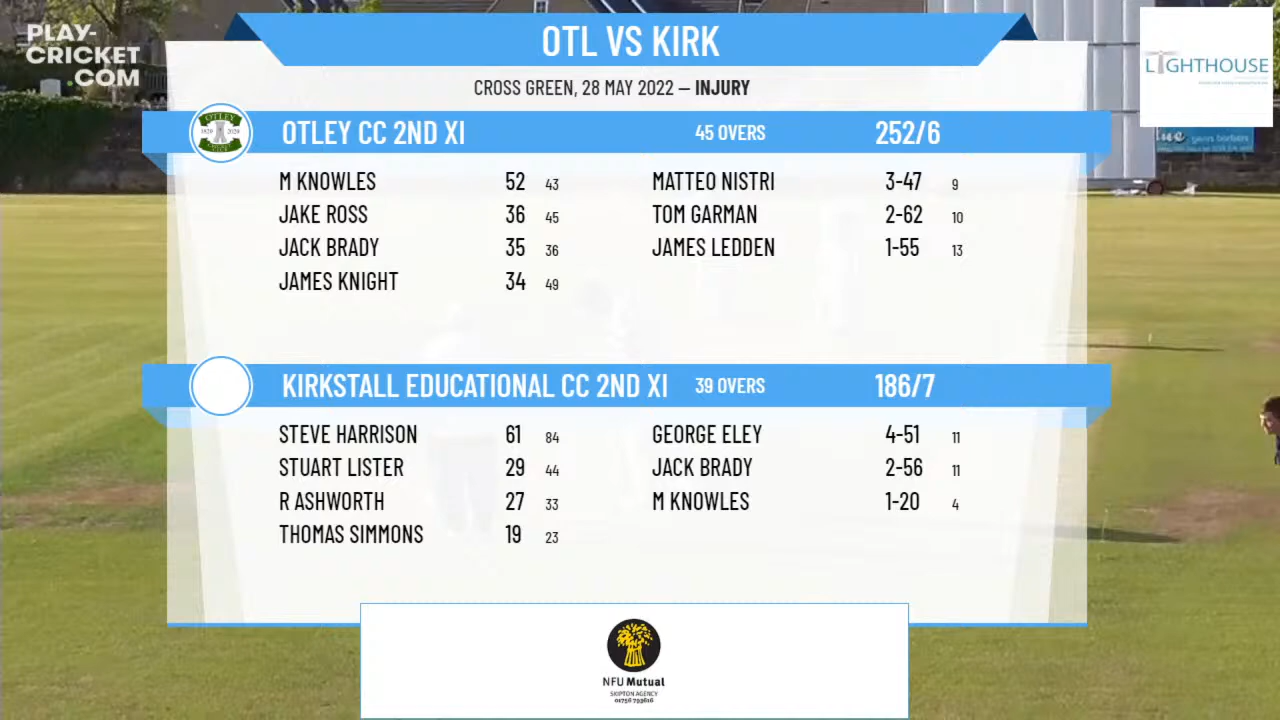 PLAY-
CRICKET
.COM
OTL VS KIRK
LIGHTHOUSE
CROSS GREEN, 28 MAY 2022 – INJURY
OTLEY CC 2ND XI 45 OVERS 252/6
OTLEY
M KNOWLES 52 43 MATTEO NISTRI 3-47 9
JAKE ROSS 36 45 TOM GARMAN 2-62 10
JACK BRADY 35 36 JAMES LEDDEN 1-55 13
JAMES KNIGHT 34 49
KIRKSTALL EDUCATIONAL CC 2ND XI 39 OVERS 186/7
STEVE HARRISON 61 84 GEORGE ELEY 4-51 11
STUART LISTER 29 44 JACK BRADY 2-56 11
R ASHWORTH 27 33 M KNOWLES 1-20 4
THOMAS SIMMONS 19 23
NFU Mutual
SKIPTON AGENCY